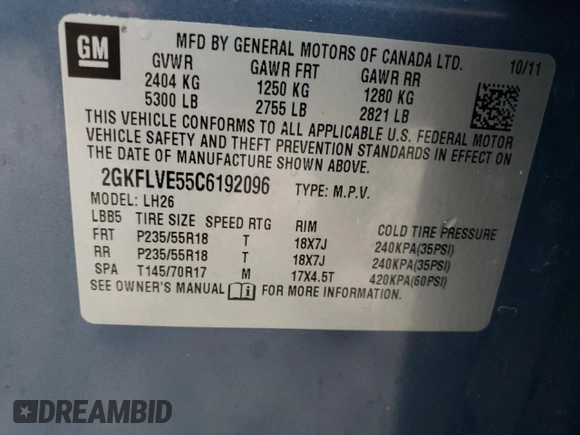 GM
MFD BY GENERAL MOTORS OF CANADA LTD.
10/11
GVWR GAWR FRT GAWR RR
2404 KG 1250 KG 1280 KG
5300 LB 2755 LB 2821 LB
THIS VEHICLE CONFORMS TO ALL APPLICABLE U.S. FEDERAL MOTOR
VEHICLE SAFETY AND THEFT PREVENTION STANDARDS IN EFFECT ON
THE DATE OF MANUFACTURE SHOWN ABOVE.
2GKFLVE55C6192096 TYPE: M.P.V.
MODEL: LH26
LBB5 TIRE SIZE SPEED RTG RIM COLD TIRE PRESSURE
FRT P235/55R18 T 18X7J 240KPA(35PSI)
RR P235/55R18 T 18X7J 240KPA(35PSI)
SPA T145/70R17 M 17X4.5T 420KPA(60PSI)
SEE OWNER'S MANUAL FOR MORE INFORMATION.
DREAMBID